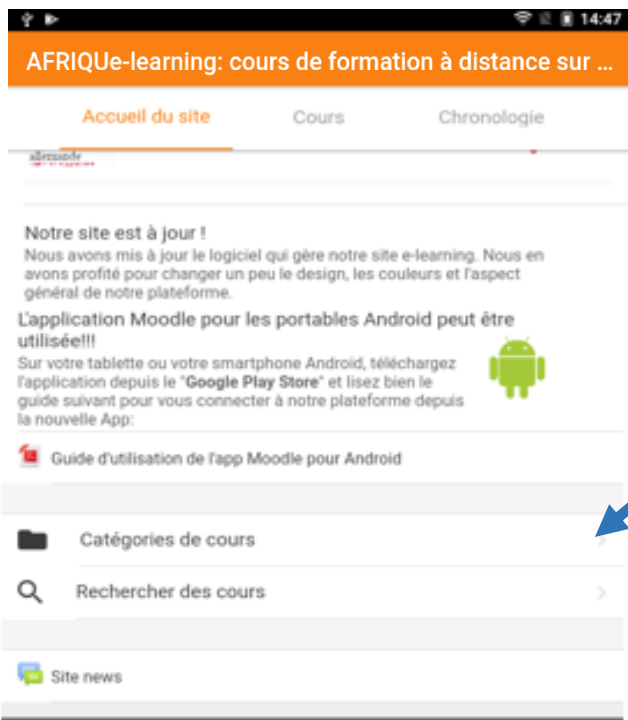 14:47
AFRIQUe-learning: cours de formation à distance sur ...
Accueil du site Cours Chronologie
allemande
Notre site est à jour !
Nous avons mis à jour le logiciel qui gère notre site e-learning. Nous en
avons profité pour changer un peu le design, les couleurs et l'aspect
général de notre plateforme.
L'application Moodle pour les portables Android peut être
utilisée!!!
Sur votre tablette ou votre smartphone Android, téléchargez
l'application depuis le "Google Play Store" et lisez bien le
guide suivant pour vous connecter à notre plateforme depuis
la nouvelle App:
Guide d'utilisation de l'app Moodle pour Android
Catégories de cours
Rechercher des cours
Site news